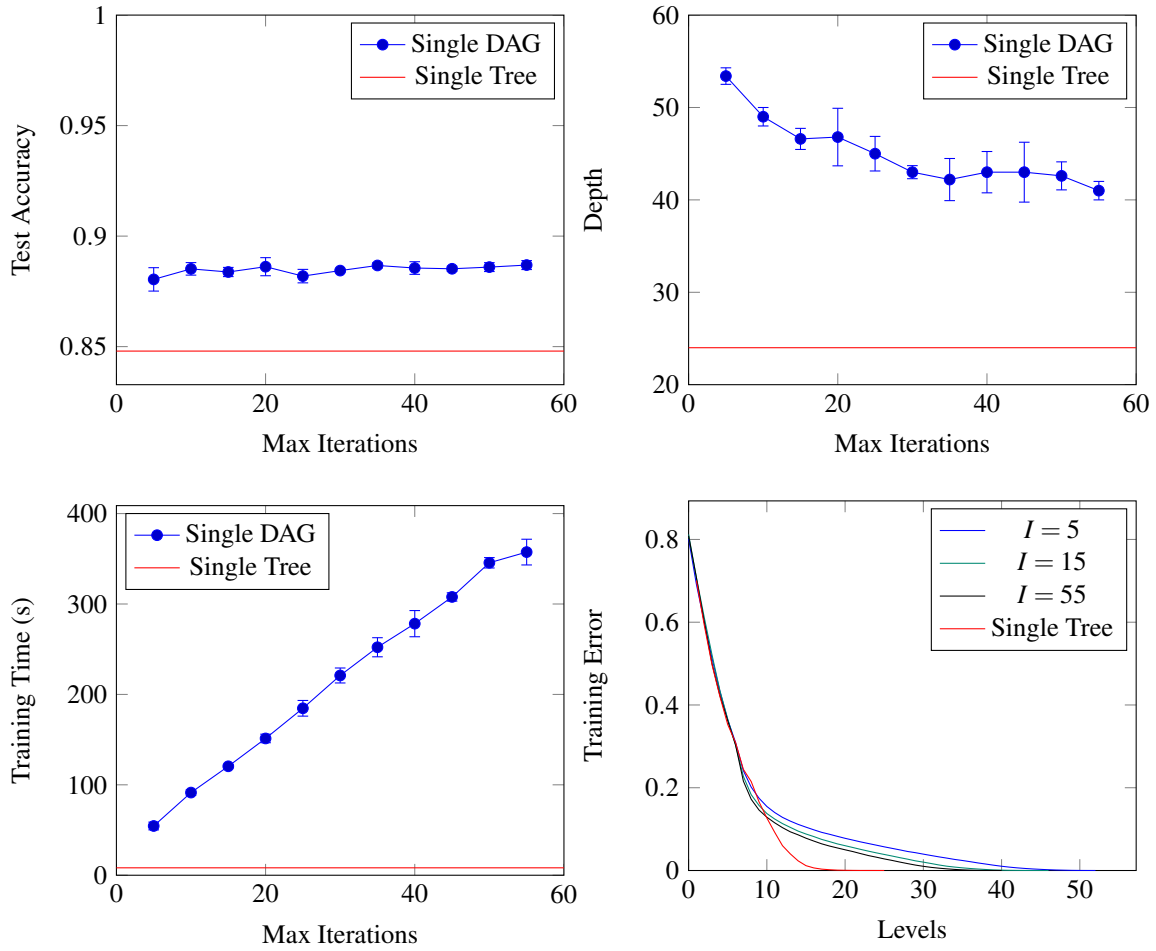 1
0.95
0.9
0.85
0
20
40
60
Test Accuracy
Max Iterations
Single DAG
Single Tree
60
50
40
30
20
0
20
40
60
Depth
Max Iterations
Single DAG
Single Tree
400
300
200
100
0
0
20
40
60
Training Time (s)
Max Iterations
Single DAG
Single Tree
0.8
0.6
0.4
0.2
0
0
10
20
30
40
50
Training Error
Levels
I = 5
I = 15
I = 55
Single Tree